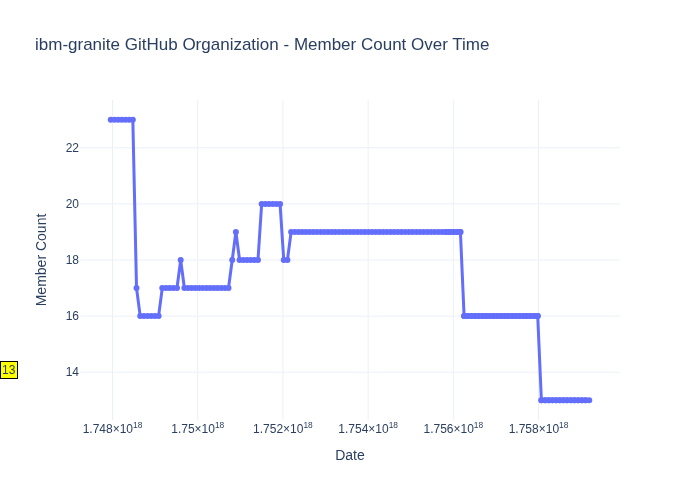 ibm-granite GitHub Organization - Member Count Over Time
22
20
18
16
14
13
Member Count
1.748×10¹⁸ 1.75×10¹⁸ 1.752×10¹⁸ 1.754×10¹⁸ 1.756×10¹⁸ 1.758×10¹⁸
Date